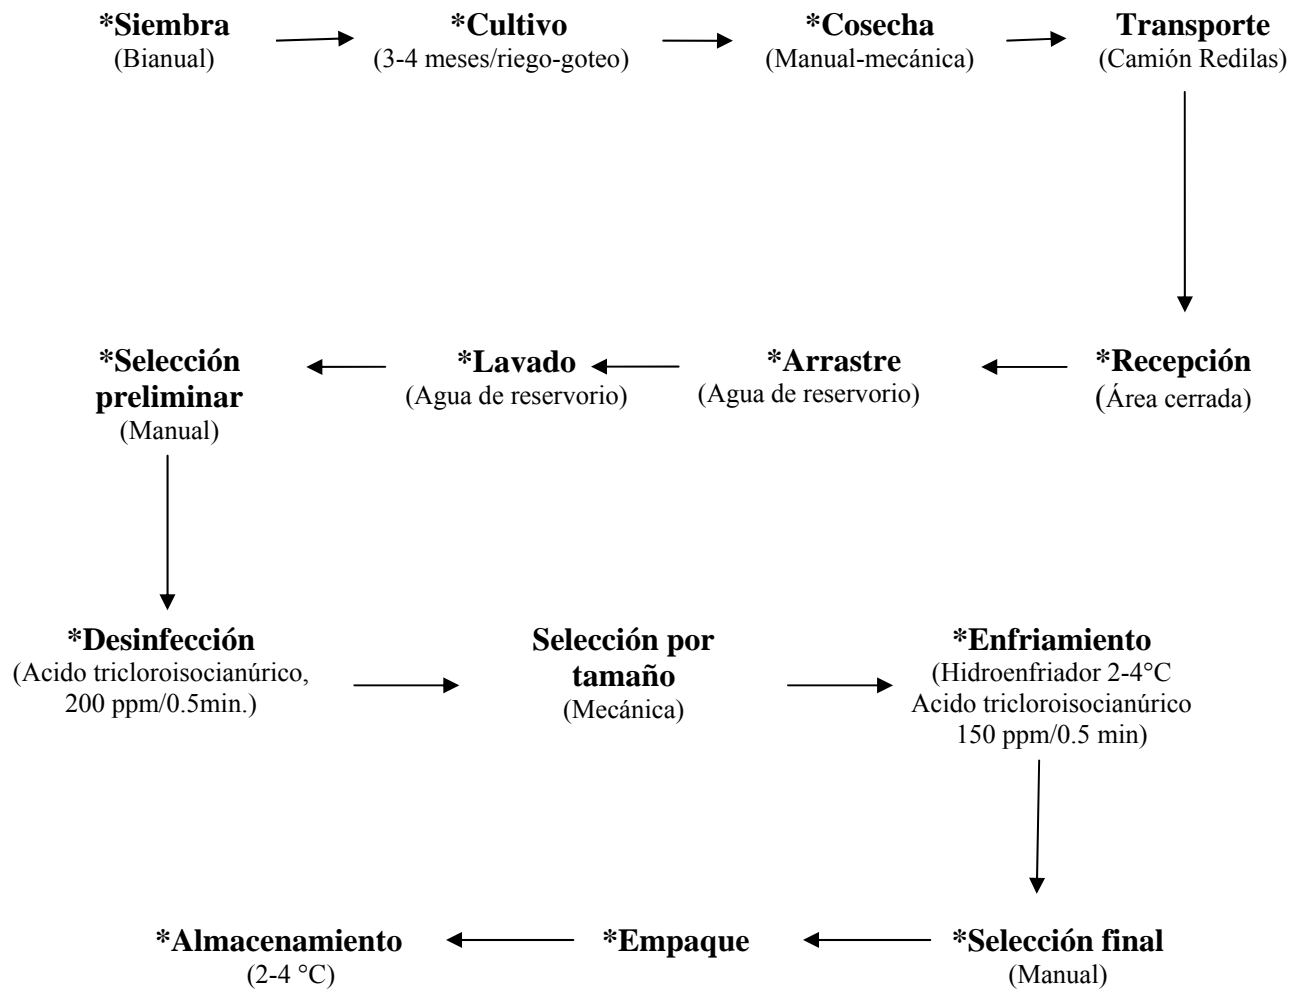 *Siembra
(Bianual)
*Cultivo
(3-4 meses/riego-goteo)
*Cosecha
(Manual-mecánica)
Transporte
(Camión Redilas)
*Recepción
(Área cerrada)
*Arrastre
(Agua de reservorio)
*Lavado
(Agua de reservorio)
*Selección
preliminar
(Manual)
*Desinfección
(Acido tricloroisocianúrico,
200 ppm/0.5min.)
Selección por
tamaño
(Mecánica)
*Enfriamiento
(Hidroenfriador 2-4°C
Acido tricloroisocianúrico
150 ppm/0.5 min)
*Selección final
(Manual)
*Empaque
*Almacenamiento
(2-4 °C)